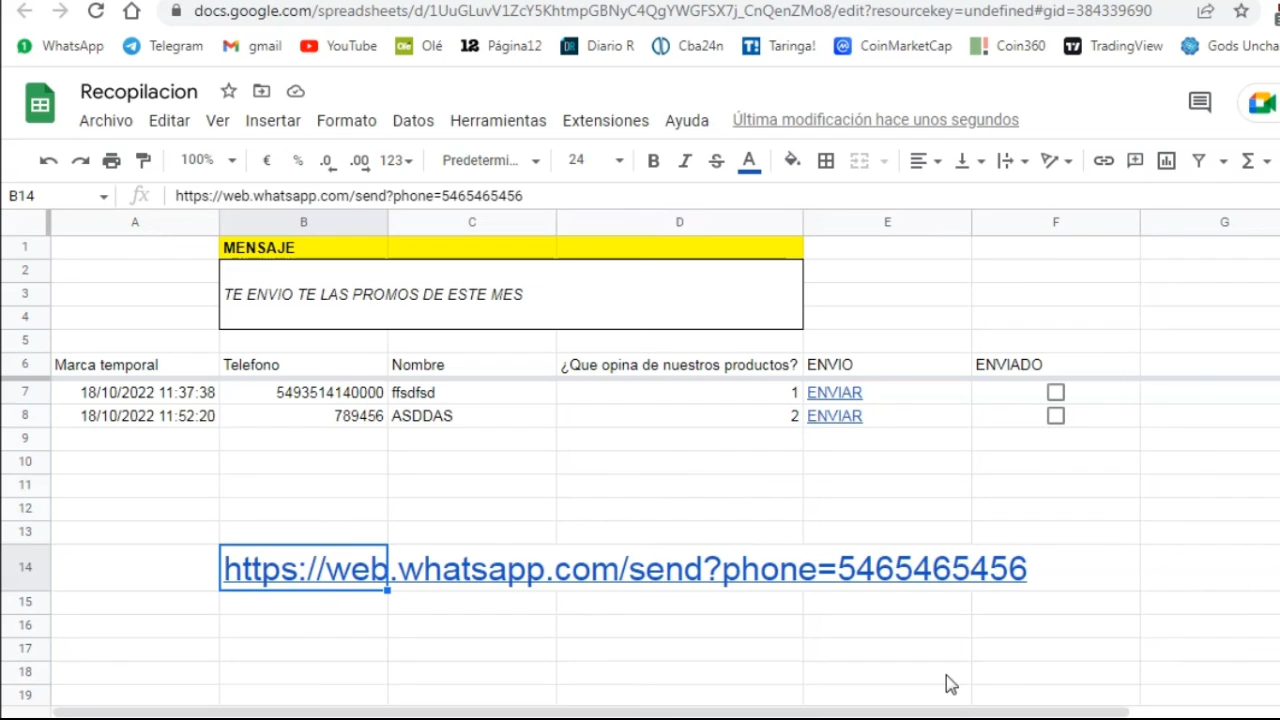 docs.google.com/spreadsheets/d/1UuGLuvV1ZcY5KhtmpGBNyC4QgYWGFSX7j_CnQenZMo8/edit?resourcekey=undefined#gid=384339690
WhatsApp Telegram gmail YouTube Olé Página12 Diario R Cba24n Taringa! CoinMarketCap Coin360 TradingView Gods Uncha
Recopilacion
Archivo Editar Ver Insertar Formato Datos Herramientas Extensiones Ayuda Última modificación hace unos segundos
100% € % .0 .00 123 Predetermi... 24 B I S A Σ
B14 fx https://web.whatsapp.com/send?phone=5465465456
A B C D E F G
1 MENSAJE
2
3 TE ENVIO TE LAS PROMOS DE ESTE MES
4
5
6 Marca temporal Telefono Nombre ¿Que opina de nuestros productos? ENVIO ENVIADO
7 18/10/2022 11:37:38 5493514140000 ffsdfsd 1 ENVIAR
8 18/10/2022 11:52:20 789456 ASDDAS 2 ENVIAR
9
10
11
12
13
14 https://web.whatsapp.com/send?phone=5465465456
15
16
17
18
19